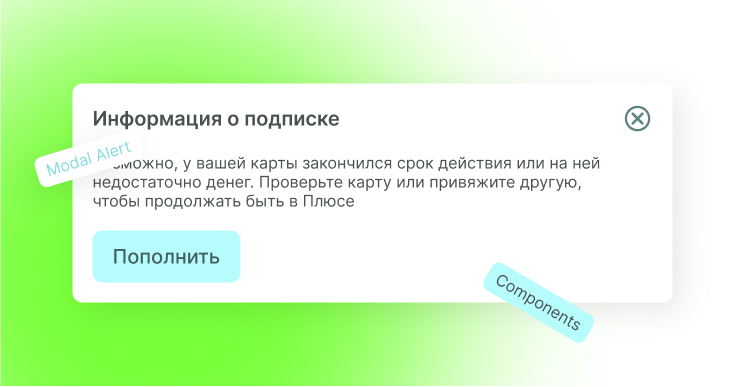 Информация о подписке
Modal Alert
зможно, у вашей карты закончился срок действия или на ней
недостаточно денег. Проверьте карту или привяжите другую,
чтобы продолжать быть в Плюсе
Пополнить
Components